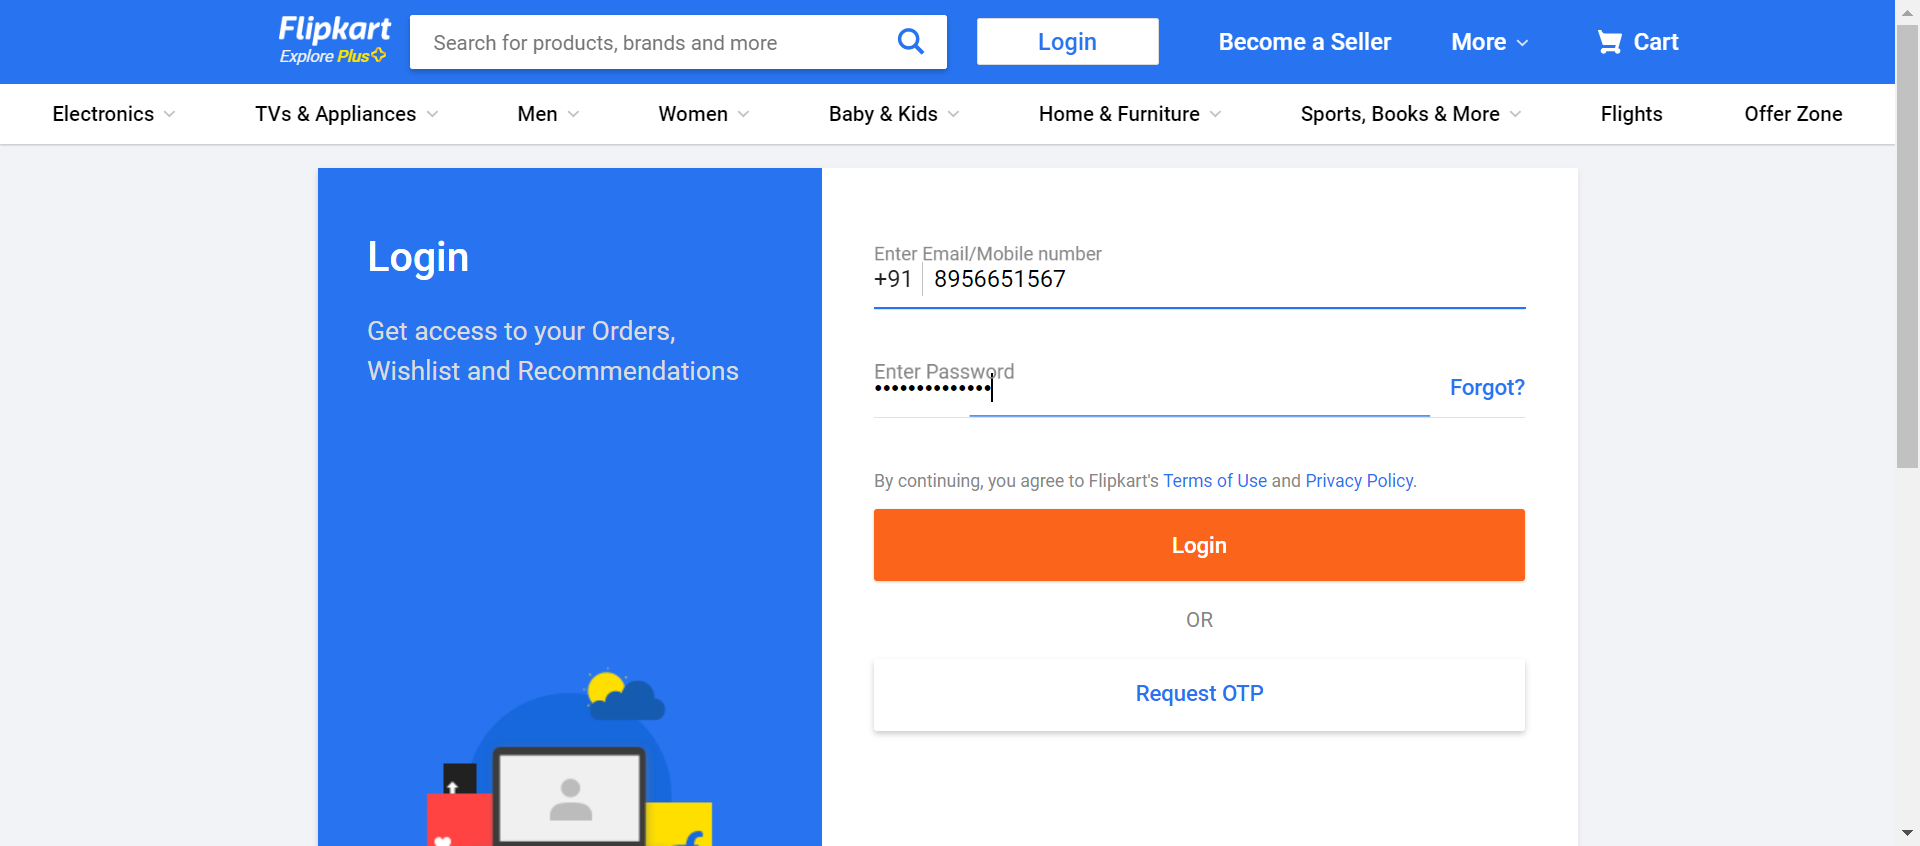 Flipkart
Explore Plus
Search for products, brands and more
Login
Become a Seller
More
Cart
Electronics
TVs & Appliances
Men
Women
Baby & Kids
Home & Furniture
Sports, Books & More
Flights
Offer Zone
Login
Get access to your Orders,
Wishlist and Recommendations
Enter Email/Mobile number
+91 8956651567
Enter Password
••••••••••••••
Forgot?
By continuing, you agree to Flipkart's Terms of Use and Privacy Policy.
Login
OR
Request OTP